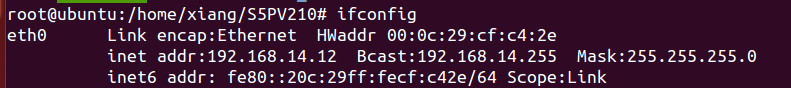 root@ubuntu:/home/xiang/S5PV210# ifconfig
eth0      Link encap:Ethernet  HWaddr 00:0c:29:cf:c4:2e
          inet addr:192.168.14.12  Bcast:192.168.14.255  Mask:255.255.255.0
          inet6 addr: fe80::20c:29ff:fecf:c42e/64 Scope:Link